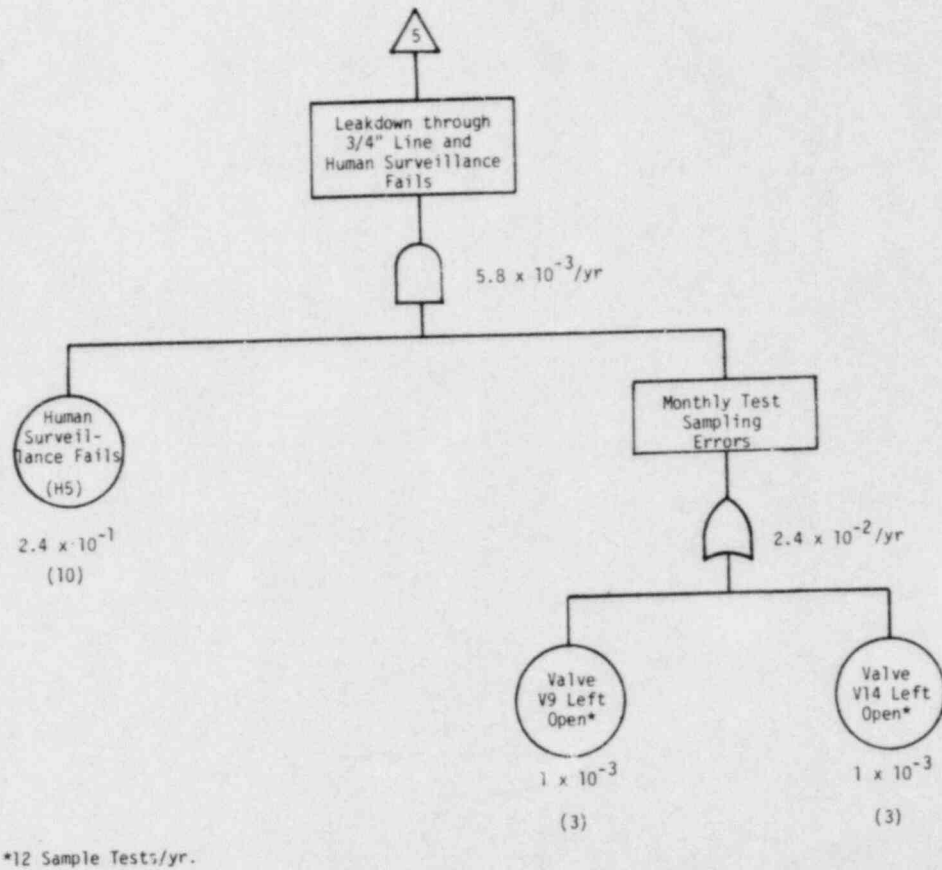 5
Leakdown through
3/4" Line and
Human Surveillance
Fails
5.8 x 10⁻³/yr
Human
Surveil-
lance Fails
(H5)
2.4 x 10⁻¹
(10)
Monthly Test
Sampling
Errors
2.4 x 10⁻²/yr
Valve
V9 Left
Open*
1 x 10⁻³
(3)
Valve
V14 Left
Open*
1 x 10⁻³
(3)
*12 Sample Tests/yr.